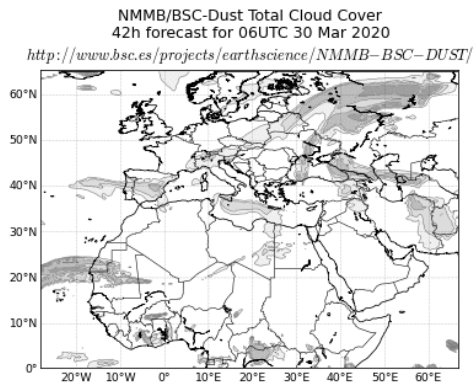 NMMB/BSC-Dust Total Cloud Cover
42h forecast for 06UTC 30 Mar 2020
http://www.bsc.es/projects/earthscience/NMMB−BSC−DUST/
60°N
50°N
40°N
30°N
20°N
10°N
0°
20°W 10°W 0° 10°E 20°E 30°E 40°E 50°E 60°E